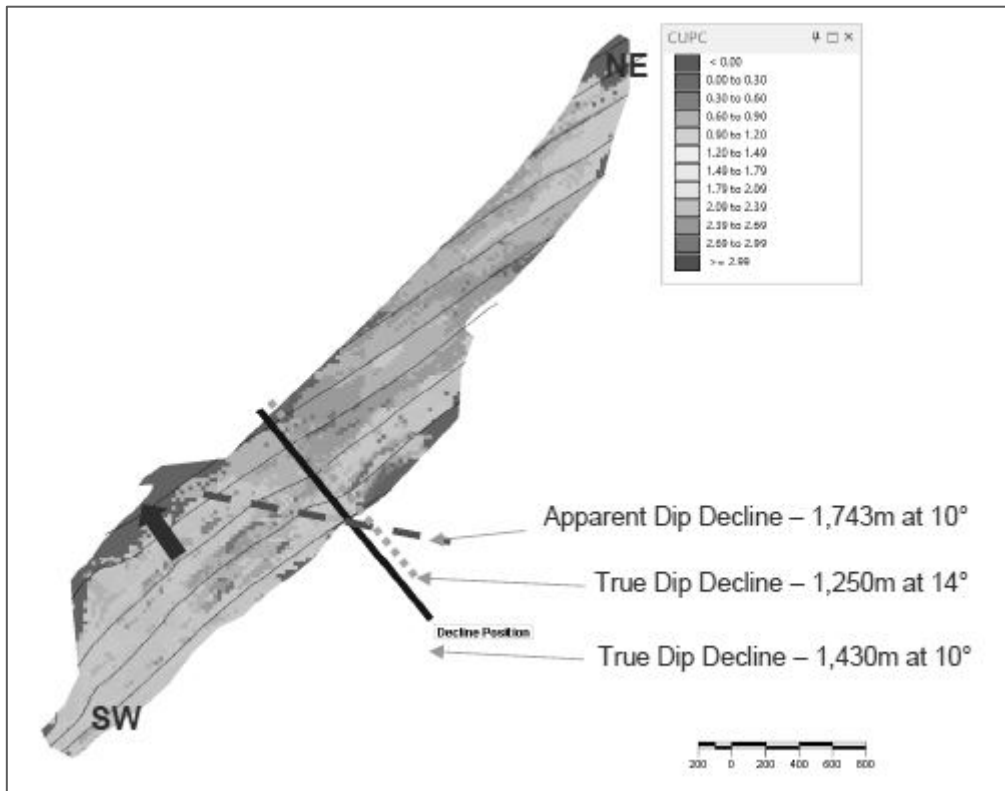 CUPC
< 0.00
0.00 to 0.30
0.30 to 0.60
0.60 to 0.90
0.90 to 1.20
1.20 to 1.49
1.49 to 1.79
1.79 to 2.09
2.09 to 2.39
2.39 to 2.69
2.69 to 2.99
>= 2.99
NE
Apparent Dip Decline – 1,743m at 10°
True Dip Decline – 1,250m at 14°
Decline Position
True Dip Decline – 1,430m at 10°
SW
200 0 200 400 600 800